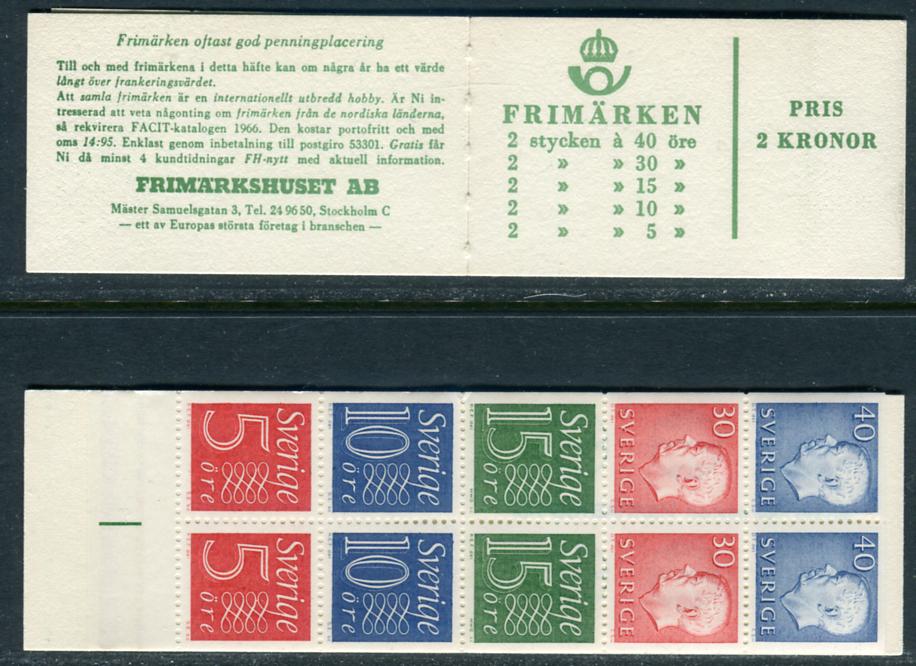 Frimärken oftast god penningplacering
Till och med frimärkena i detta häfte kan om några år ha ett värde
långt över frankeringsvärdet.
Att samla frimärken är en internationellt utbredd hobby. Är Ni in-
tresserad att veta någonting om frimärken från de nordiska länderna,
så rekvirera FACIT-katalogen 1966. Den kostar portofritt och med
oms 14:95. Enklast genom inbetalning till postgiro 53301. Gratis får
Ni då minst 4 kundtidningar FH-nytt med aktuell information.
FRIMÄRKSHUSET AB
Mäster Samuelsgatan 3, Tel. 24 96 50, Stockholm C
— ett av Europas största företag i branschen —
FRIMÄRKEN
2 stycken à 40 öre
2 » » 30 »
2 » » 15 »
2 » » 10 »
2 » » 5 »
PRIS
2 KRONOR
Sverige
5 öre
Sverige
10 öre
Sverige
15 öre
30
SVERIGE
40
SVERIGE
Sverige
5 öre
Sverige
10 öre
Sverige
15 öre
30
SVERIGE
40
SVERIGE